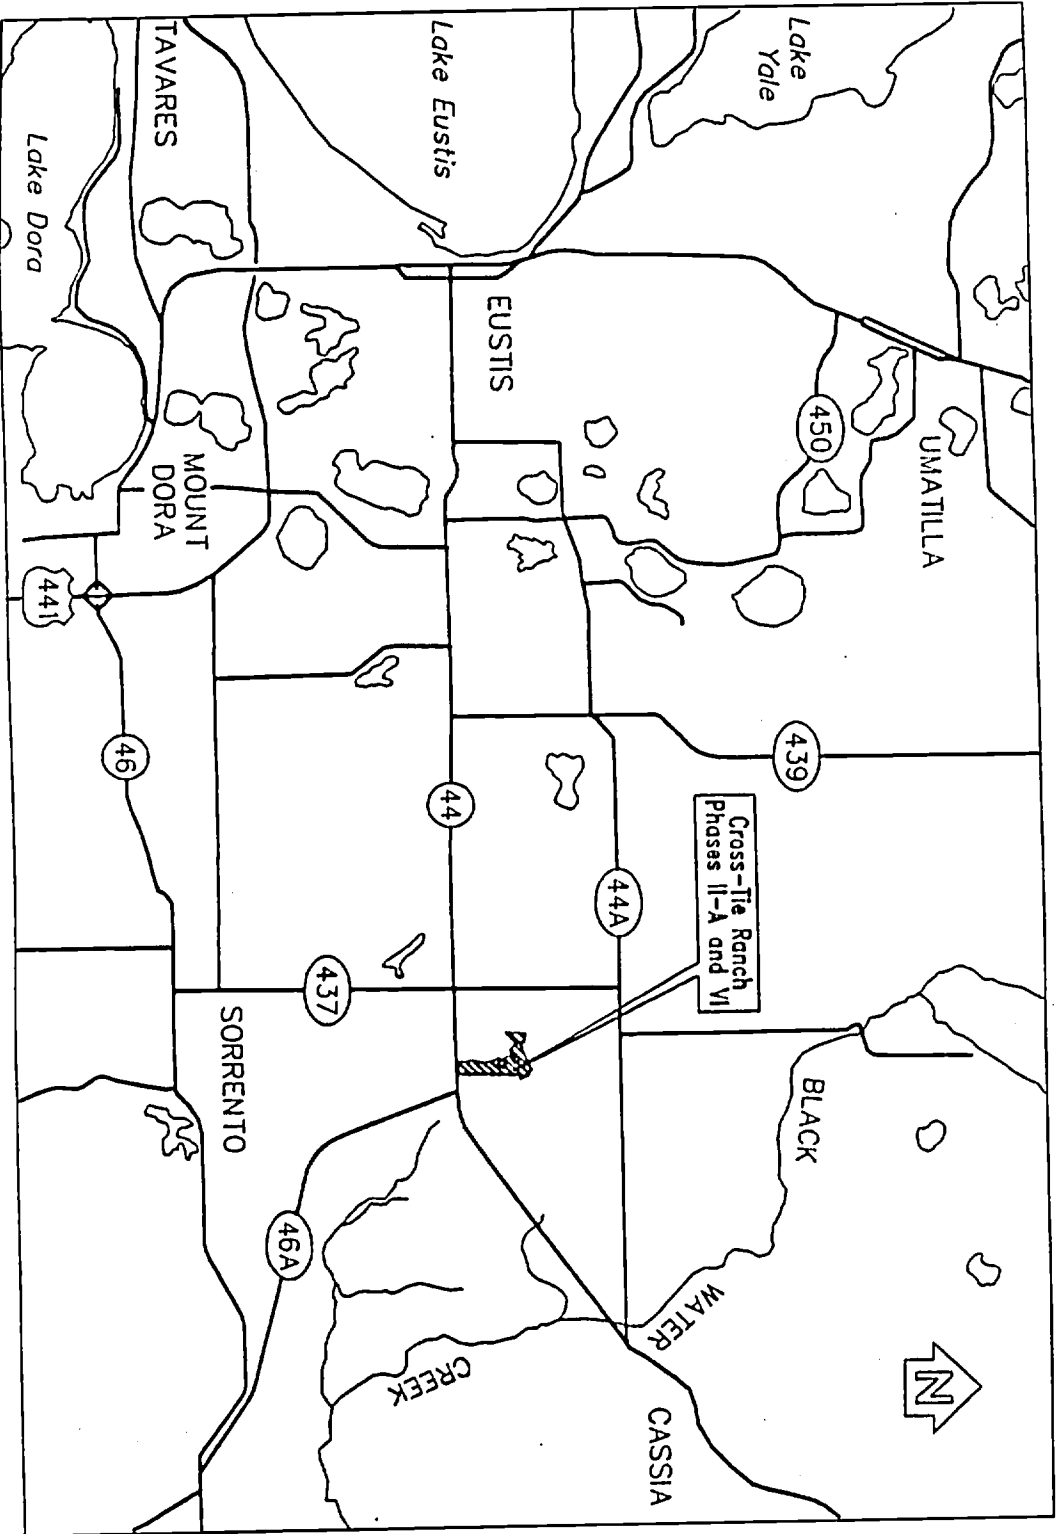 Lake
Yale
UMATILLA
450
439
Cross-Tie Ranch
Phases II-A and VI
BLACK
WATER
CREEK
N
Lake Eustis
EUSTIS
44
44A
CASSIA
TAVARES
Lake Dora
MOUNT
DORA
441
46
437
SORRENTO
46A